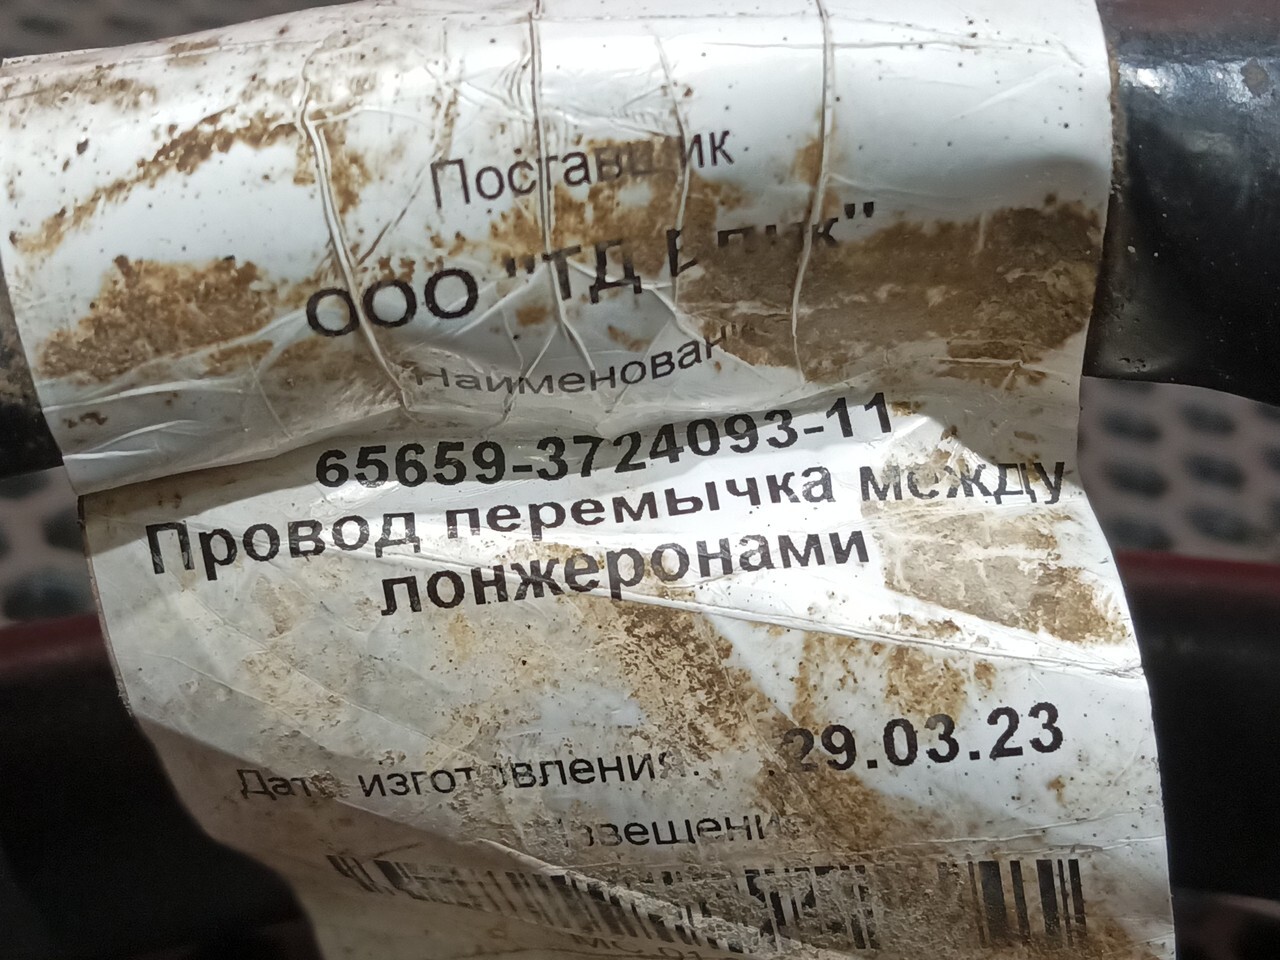 Поставщик
ООО "ТД
Наименован
65659-3724093-11
Провод перемычка между
лонжеронами
Дата изготовления: 29.03.23